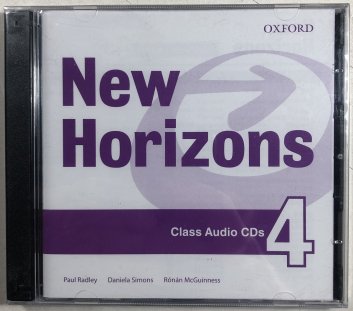 OXFORD
New
Horizons
Class Audio CDs 4
Paul Radley Daniela Simons Rónán McGuinness